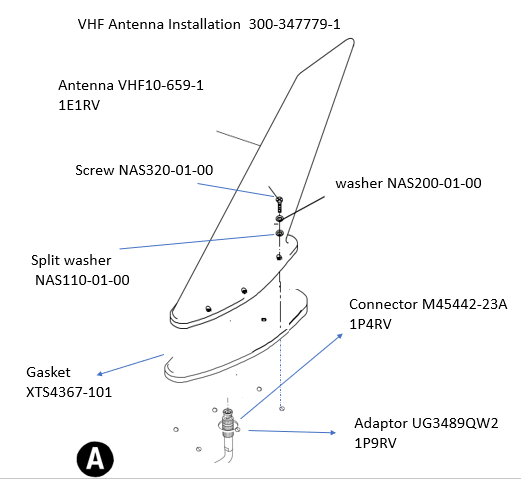 VHF Antenna Installation 300-347779-1
Antenna VHF10-659-1
1E1RV
Screw NAS320-01-00
washer NAS200-01-00
Split washer
NAS110-01-00
Connector M45442-23A
1P4RV
Gasket
XTS4367-101
Adaptor UG3489QW2
1P9RV
A